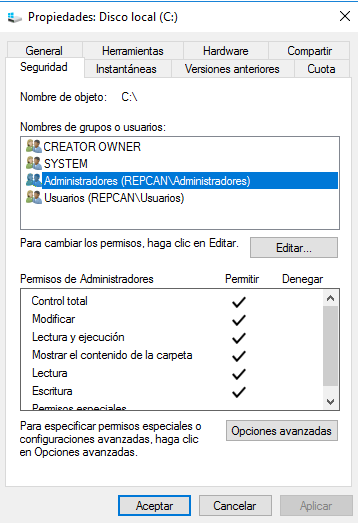 Propiedades: Disco local (C:)
General Herramientas Hardware Compartir
Seguridad Instantáneas Versiones anteriores Cuota
Nombre de objeto: C:\
Nombres de grupos o usuarios:
CREATOR OWNER
SYSTEM
Administradores (REPCAN\Administradores)
Usuarios (REPCAN\Usuarios)
Para cambiar los permisos, haga clic en Editar. Editar...
Permisos de Administradores Permitir Denegar
Control total
Modificar
Lectura y ejecución
Mostrar el contenido de la carpeta
Lectura
Escritura
Permisos especiales
Para especificar permisos especiales o
configuraciones avanzadas, haga clic
en Opciones avanzadas.
Opciones avanzadas
Aceptar Cancelar Aplicar